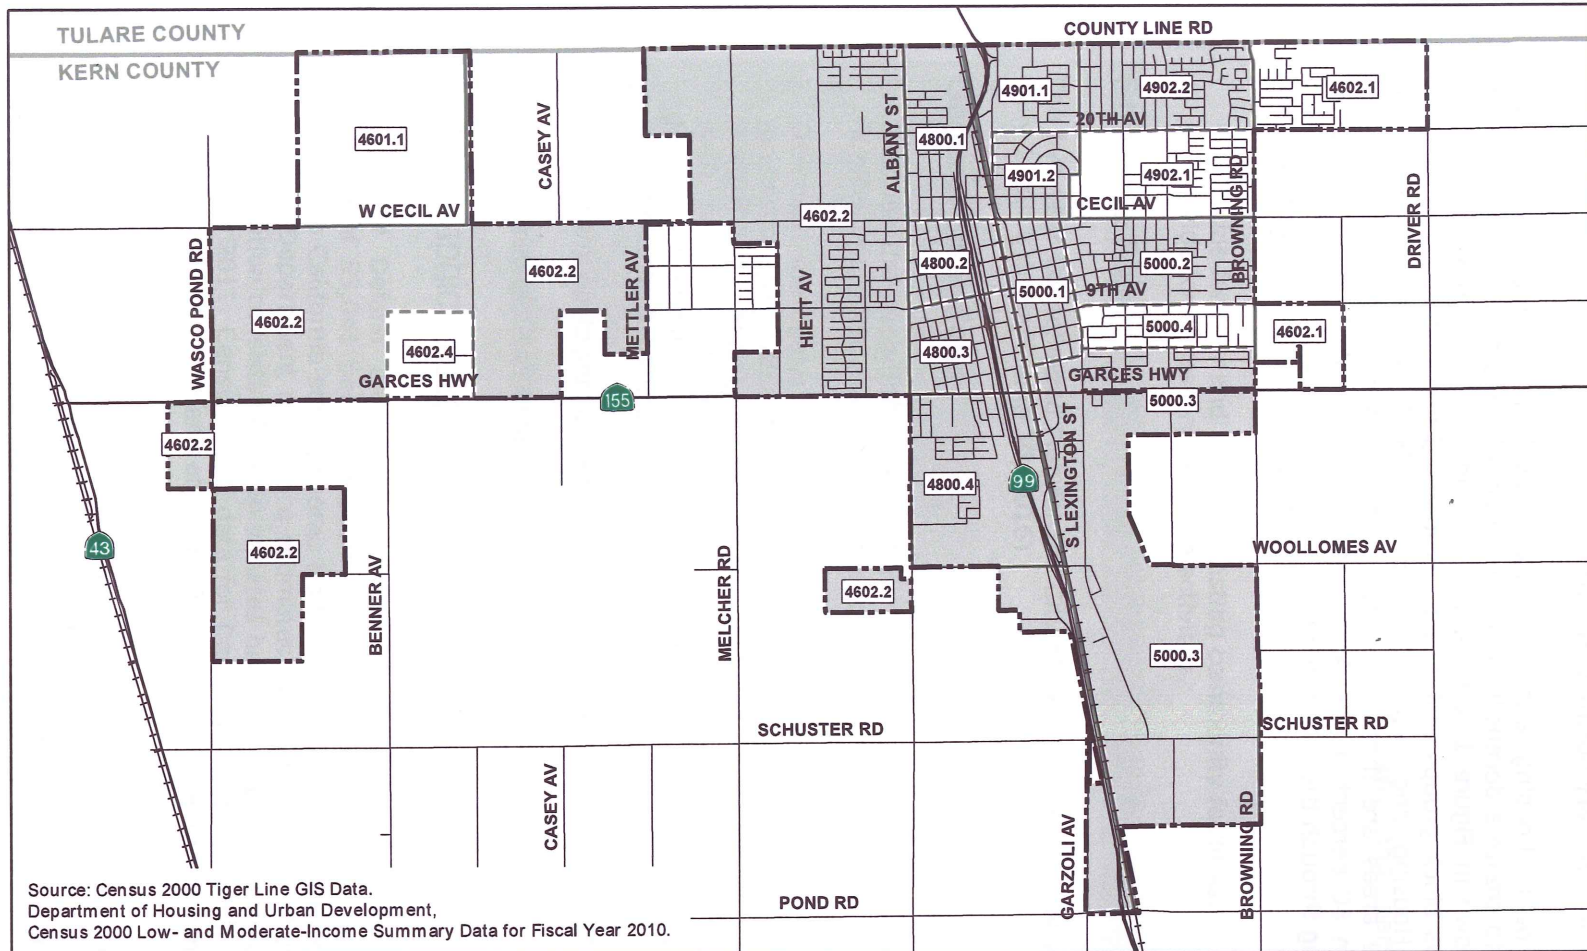 TULARE COUNTY
COUNTY LINE RD
KERN COUNTY
4901.1
4902.2
4602.1
CASEY AV
ALBANY ST
20TH AV
4601.1
4800.1
4901.2
4902.1
BROWNING RD
DRIVER RD
W CECIL AV
4602.2
CECIL AV
WASCO POND RD
4602.2
METTLER AV
HIETT AV
4800.2
5000.2
9TH AV
5000.1
4602.2
4602.4
4800.3
5000.4
4602.1
GARCES HWY
155
GARCES HWY
5000.3
4602.2
4800.4
99
S LEXINGTON ST
43
4602.2
BENNER AV
MELCHER RD
4602.2
WOOLLOMES AV
5000.3
SCHUSTER RD
SCHUSTER RD
CASEY AV
GARZOLI AV
BROWNING RD
POND RD
Source: Census 2000 Tiger Line GIS Data.
Department of Housing and Urban Development,
Census 2000 Low- and Moderate-Income Summary Data for Fiscal Year 2010.